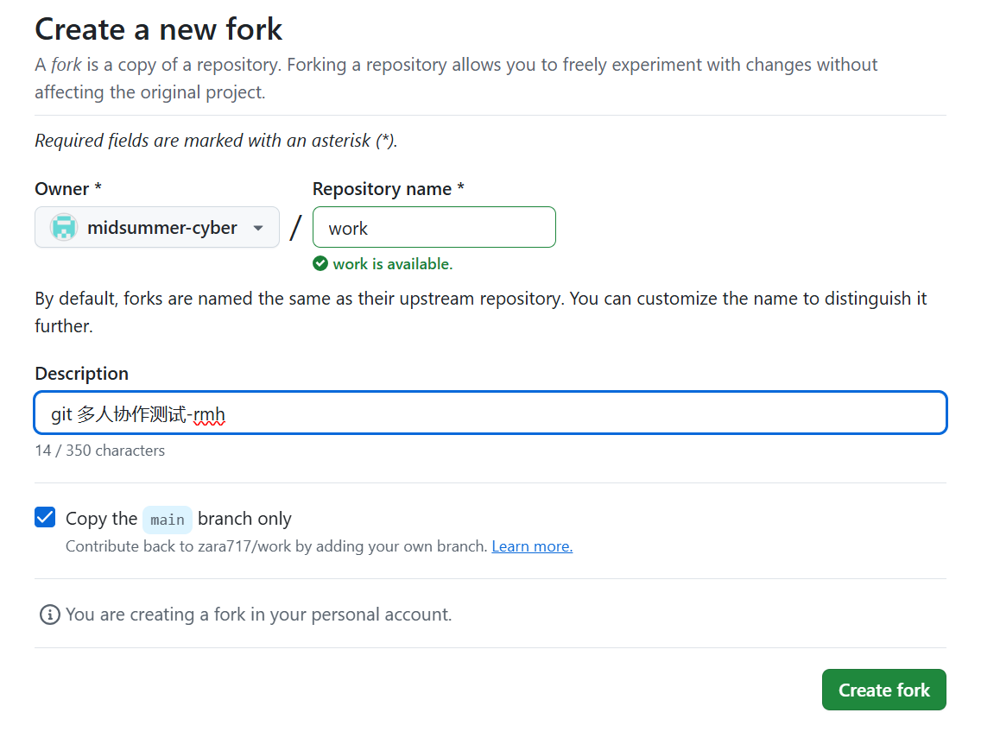 Create a new fork
A fork is a copy of a repository. Forking a repository allows you to freely experiment with changes without
affecting the original project.
Required fields are marked with an asterisk (*).
Owner *
Repository name *
midsummer-cyber
/
work
work is available.
By default, forks are named the same as their upstream repository. You can customize the name to distinguish it
further.
Description
git 多人协作测试-rmh
14 / 350 characters
Copy the main branch only
Contribute back to zara717/work by adding your own branch. Learn more.
You are creating a fork in your personal account.
Create fork